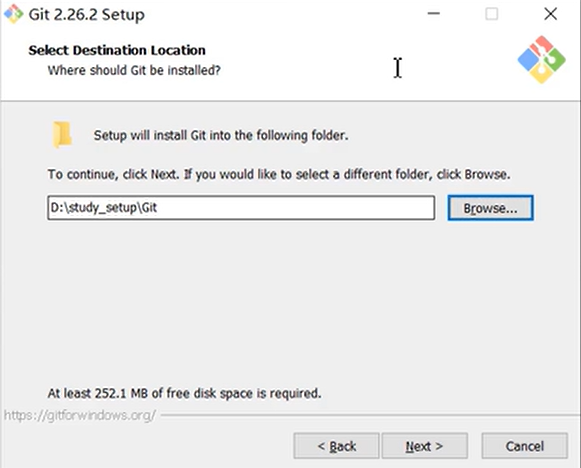 Git 2.26.2 Setup
Select Destination Location
Where should Git be installed?
Setup will install Git into the following folder.
To continue, click Next. If you would like to select a different folder, click Browse.
D:\study_setup\Git
Browse...
At least 252.1 MB of free disk space is required.
https://gitforwindows.org/
< Back
Next >
Cancel